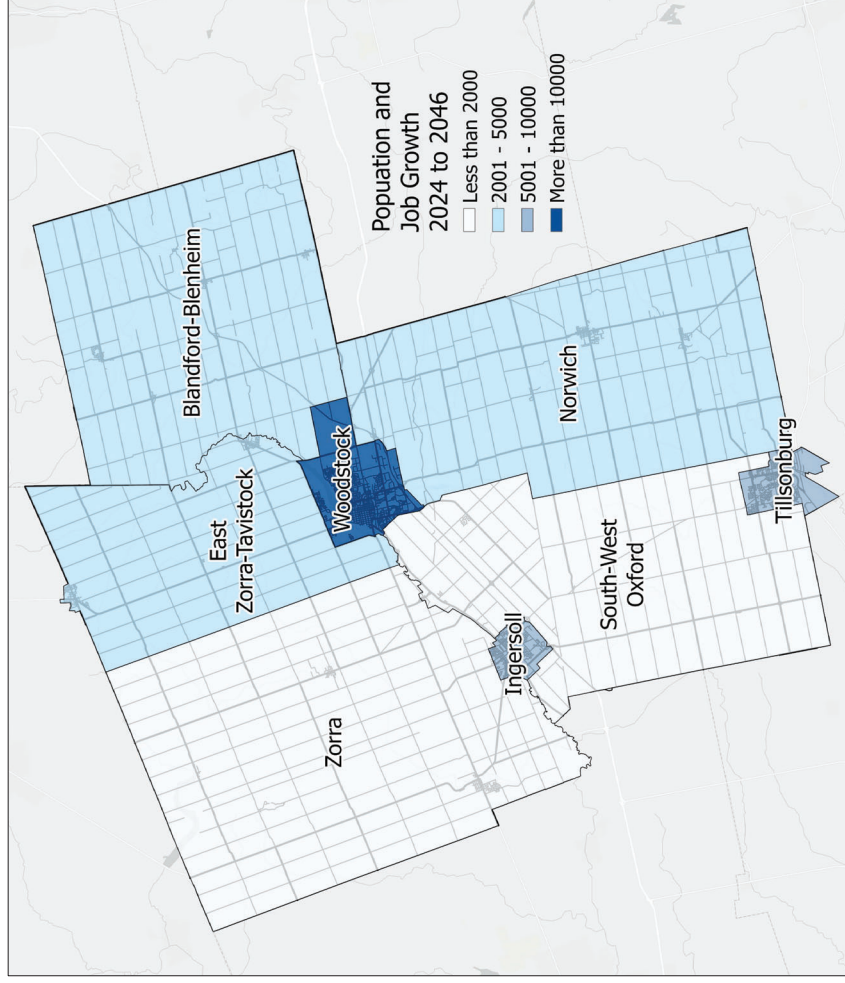 Popuation and
Job Growth
2024 to 2046
Less than 2000
2001 - 5000
5001 - 10000
More than 10000
Blandford-Blenheim
East
Zorra-Tavistock
Woodstock
Zorra
Norwich
Ingersoll
South-West
Oxford
Tillsonburg